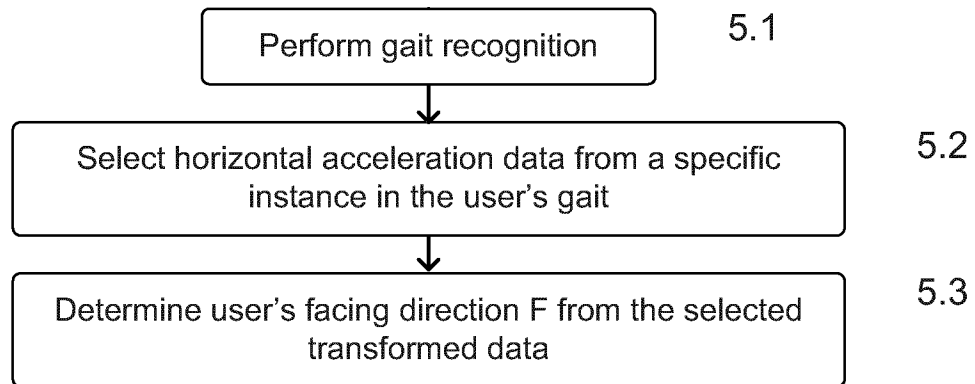 Perform gait recognition
5.1
Select horizontal acceleration data from a specific
instance in the user's gait
5.2
Determine user's facing direction F from the selected
transformed data
5.3